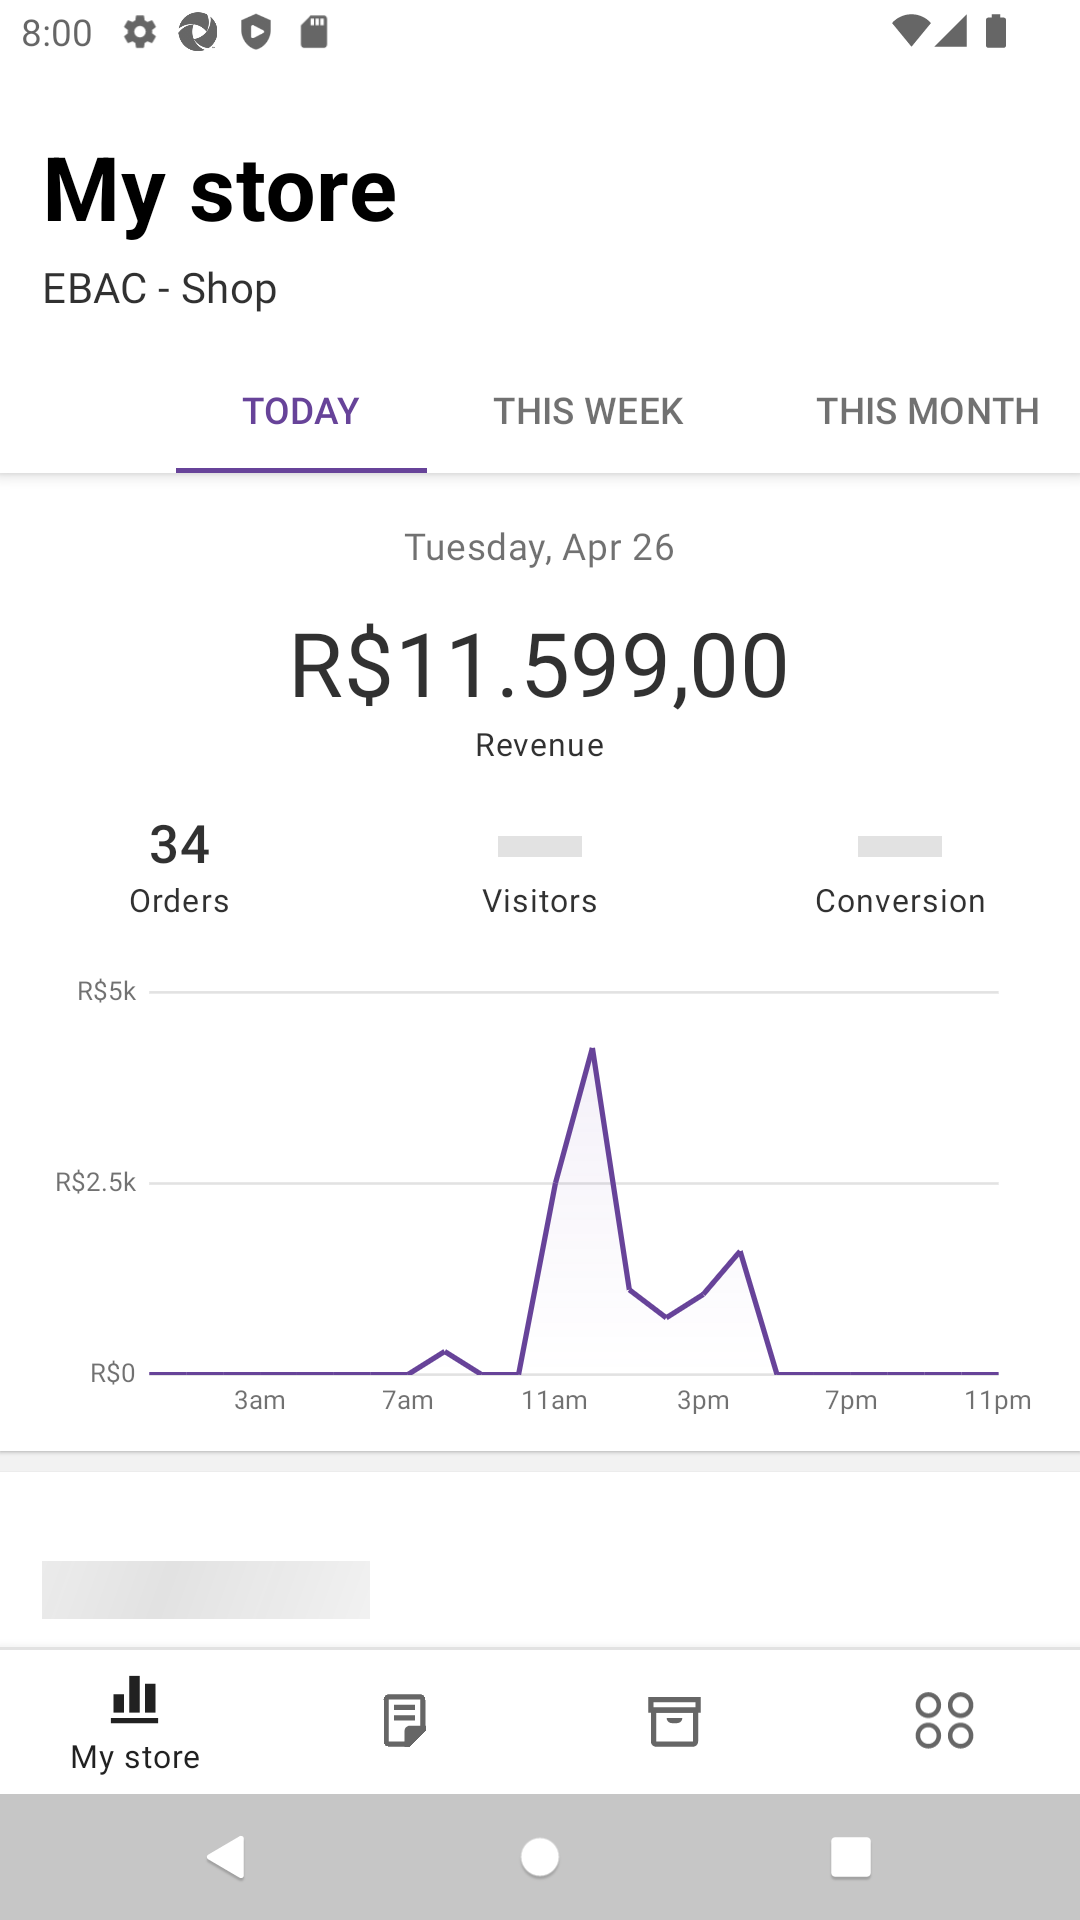 8:00
My store
EBAC - Shop
TODAY THIS WEEK THIS MONTH
Tuesday, Apr 26
R$11.599,00
Revenue
34
Orders Visitors Conversion
R$5k
R$2.5k
R$0
3am 7am 11am 3pm 7pm 11pm
My store